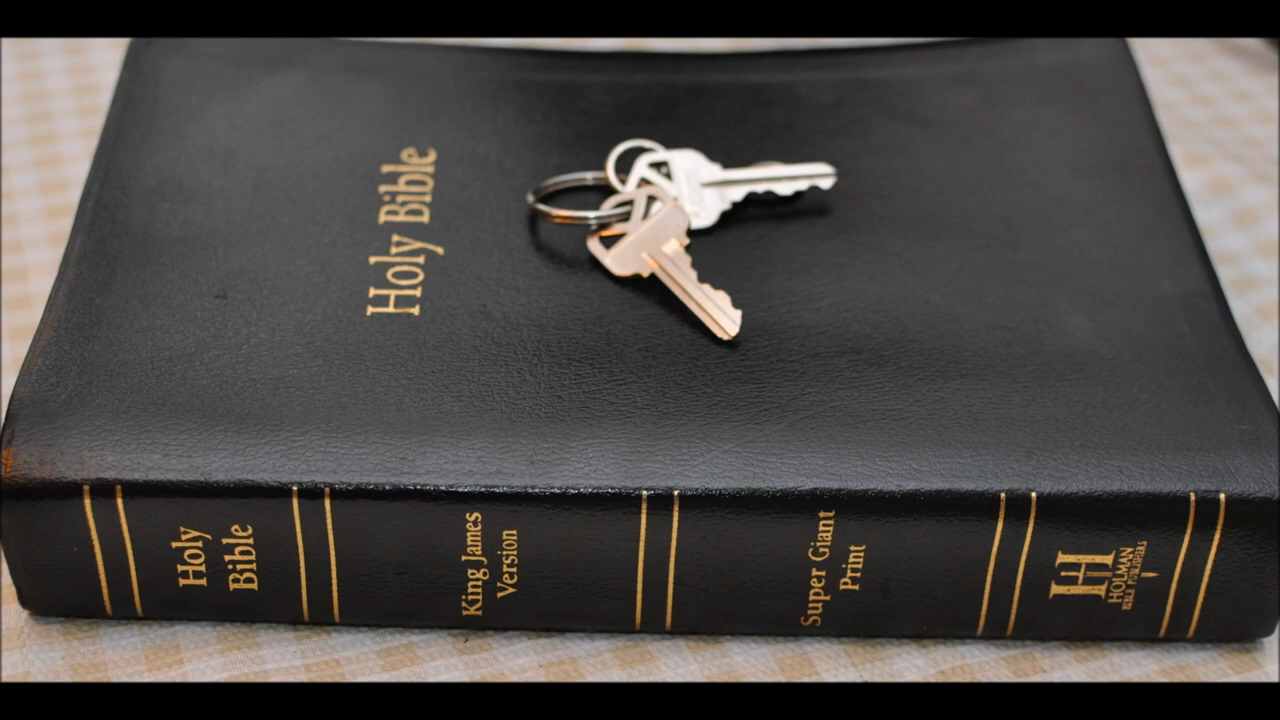 Holy Bible
Holy
Bible
King James
Version
Super Giant
Print
HOLMAN
BIBLE PUBLISHERS